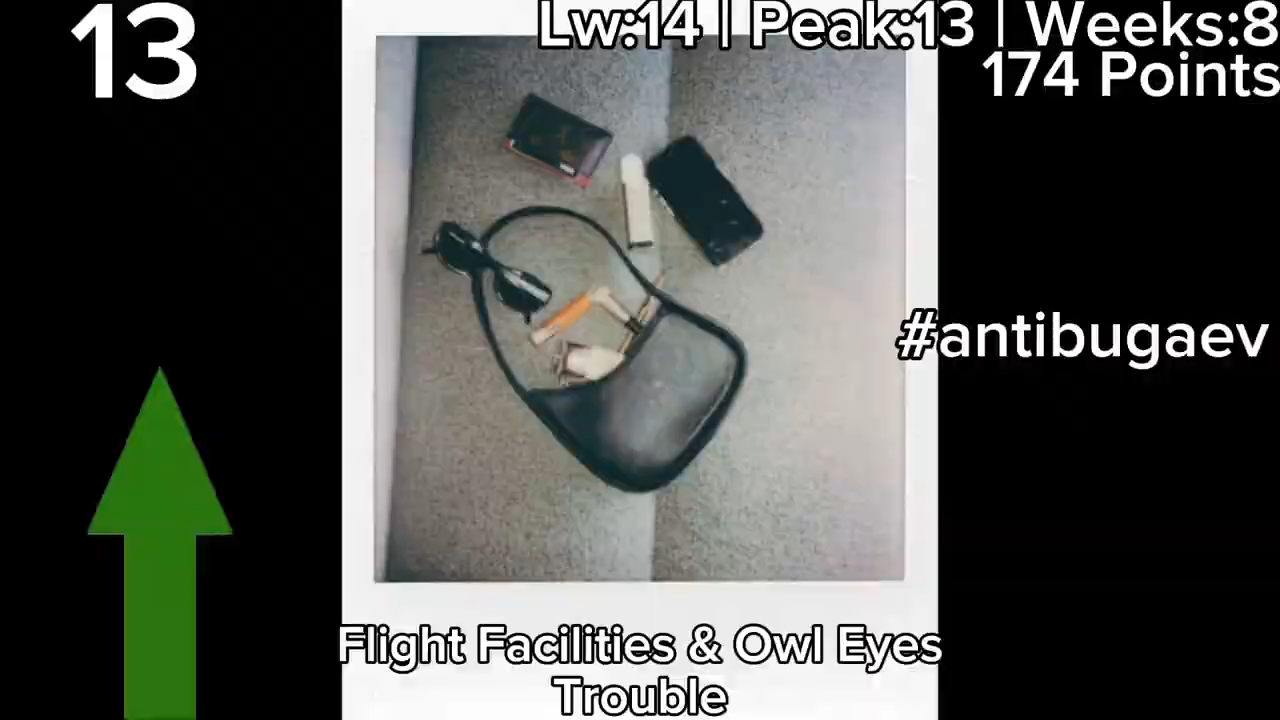 13
Lw:14 | Peak:13 | Weeks:8
174 Points
#antibugaev
Flight Facilities & Owl Eyes
Trouble